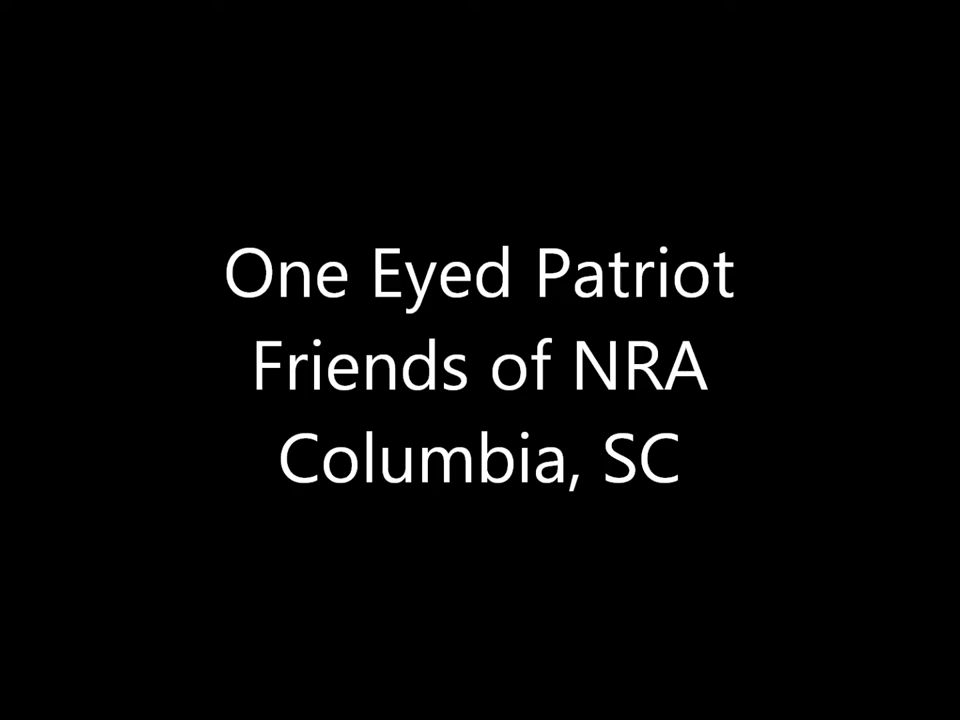 One Eyed Patriot
Friends of NRA
Columbia, SC